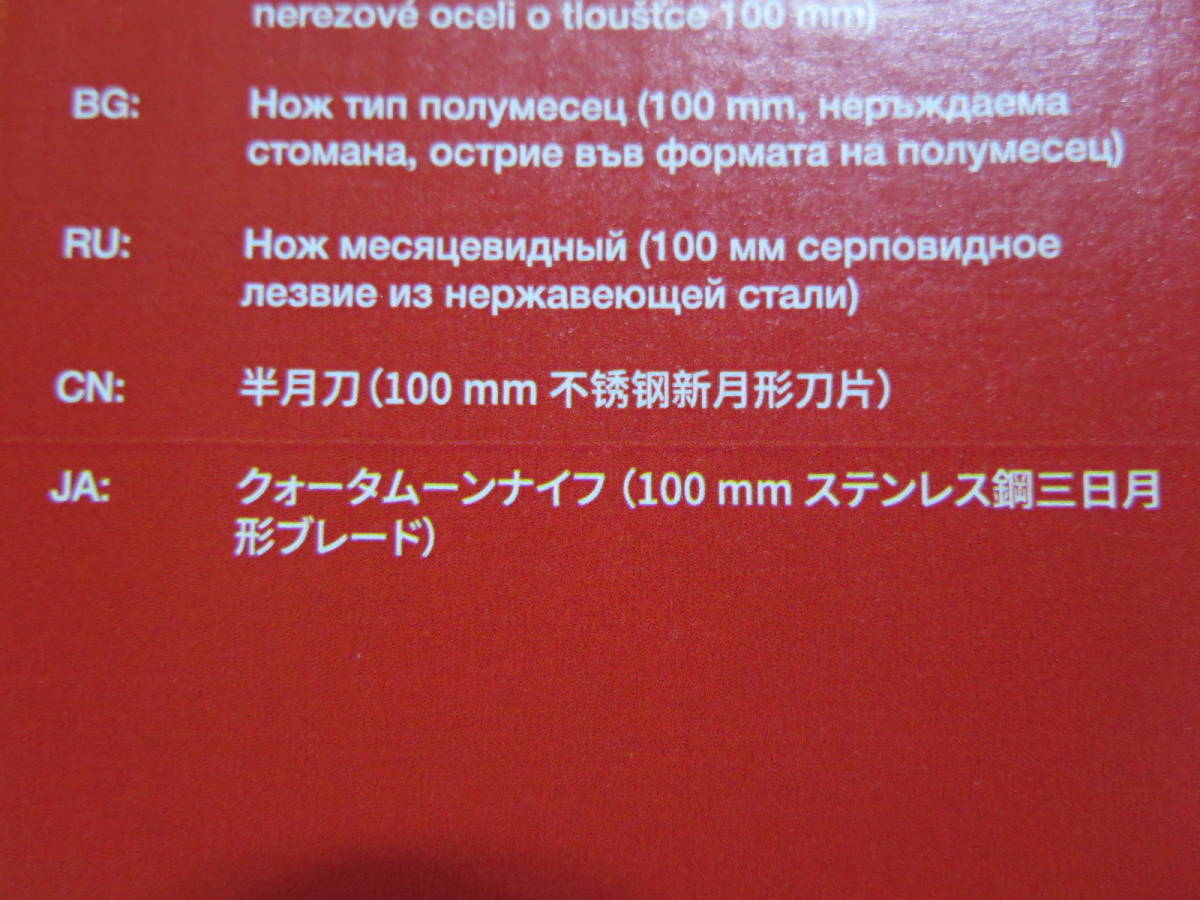 nerezové oceli o tloušťce 100 mm)
BG: Нож тип полумесец (100 mm, неръждаема
стомана, острие във формата на полумесец)
RU: Нож месяцевидный (100 мм серповидное
лезвие из нержавеющей стали)
CN: 半月刀(100 mm 不锈钢新月形刀片)
JA: クォータムーンナイフ(100 mm ステンレス鋼三日月
形ブレード)